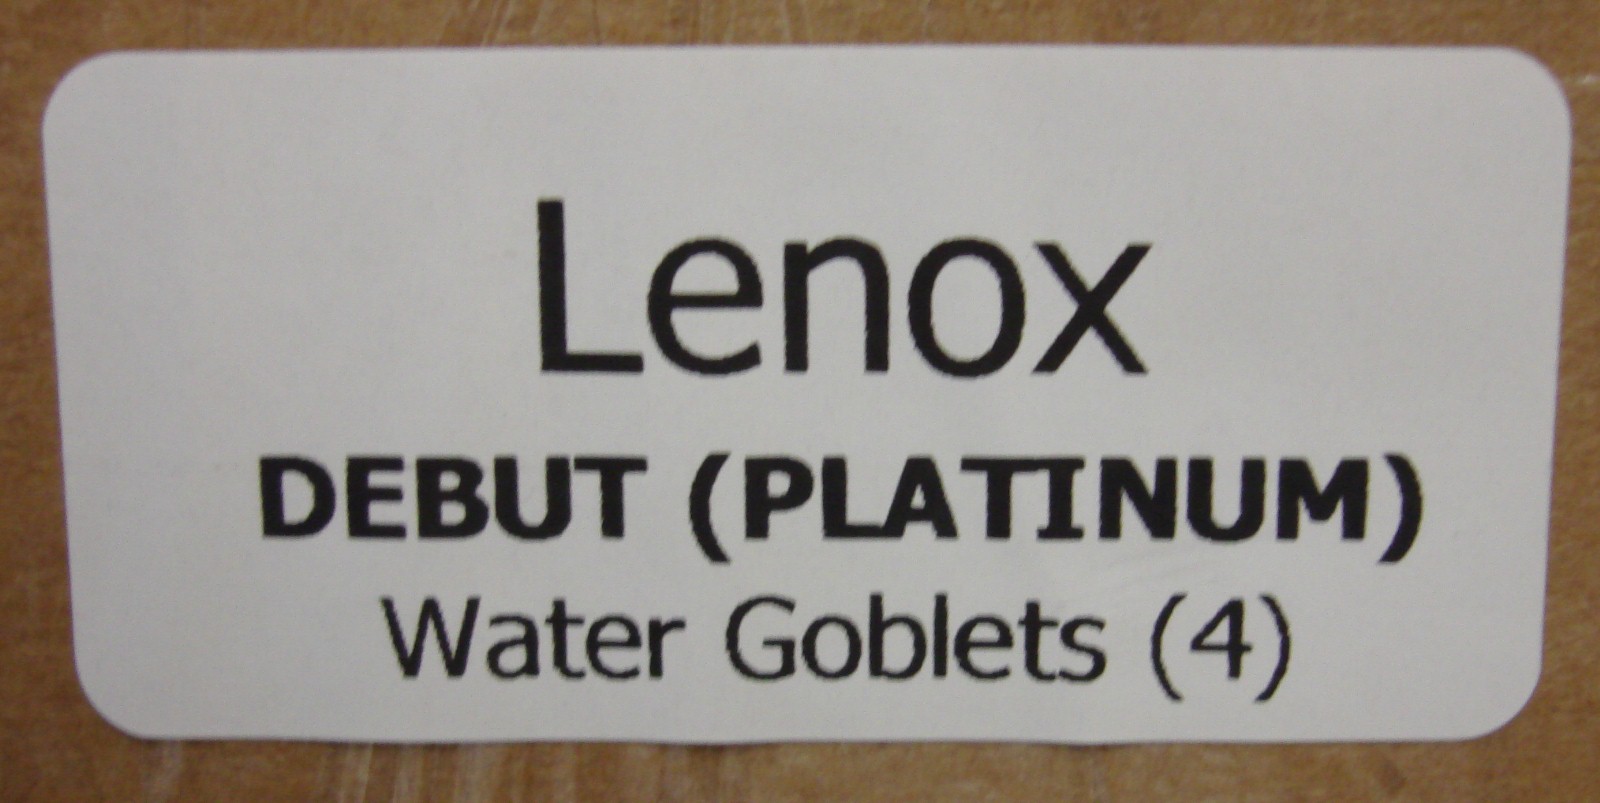 Lenox
DEBUT (PLATINUM)
Water Goblets (4)